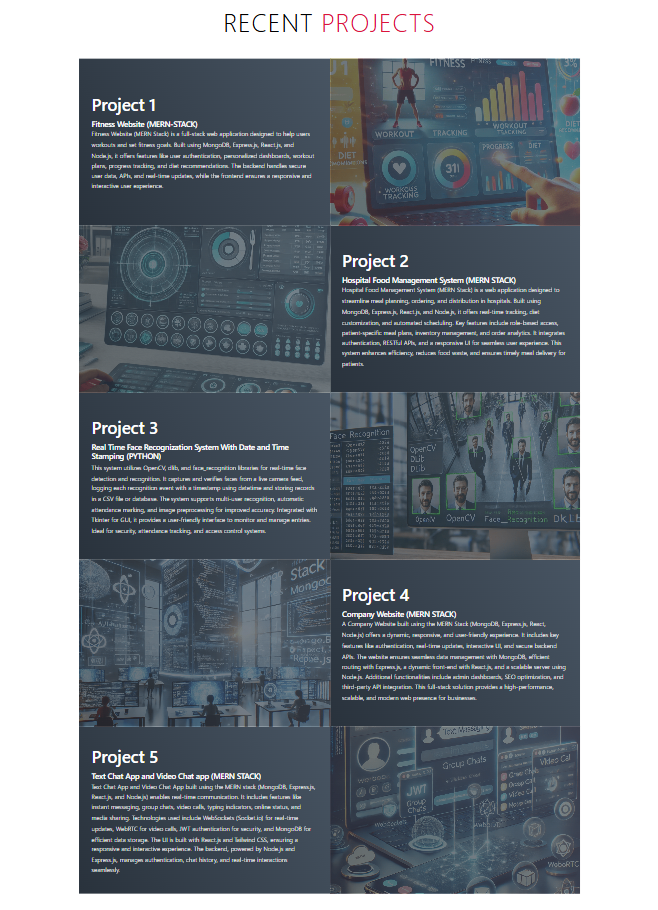 RECENT PROJECTS
Project 1
Fitness Website (MERN-STACK)
Fitness Website (MERN Stack) is a full-stack web application designed to help users
workouts and set fitness goals. Built using MongoDB, Express.js, React.js, and
Node.js, it offers features like user authentication, personalized dashboards, workout
plans, progress tracking, and diet recommendations. The backend handles secure
user data, APIs, and real-time updates, while the frontend ensures a responsive and
interactive user experience.
FITNESS
WORKOUT
TRACKING
WORKOUT
TRACKING
DIET
PROGRESS
DIET
31
TRACKING
Project 2
Hospital Food Management System (MERN STACK)
Hospital Food Management System (MERN Stack) is a web application designed to
streamline meal planning, ordering, and distribution in hospitals. Built using
MongoDB, Express.js, React.js, and Node.js, it offers real-time tracking, diet
customization, and automated scheduling. Key features include role-based access,
patient-specific meal plans, inventory management, and order analytics. It integrates
authentication, RESTful APIs, and a responsive UI for seamless user experience. This
system enhances efficiency, reduces food waste, and ensures timely meal delivery for
patients.
Project 3
Real Time Face Recognization System With Date and Time
Stamping (PYTHON)
This system utilizes OpenCV, dlib, and face_recognition libraries for real-time face
detection and recognition. It captures and verifies faces from a live camera feed,
logging each recognition event with a timestamp using datetime and storing records
in a CSV file or database. The system supports multi-user recognition, automatic
attendance marking, and image preprocessing for improved accuracy. Integrated with
Tkinter for GUI, it provides a user-friendly interface to monitor and manage entries.
Ideal for security, attendance tracking, and access control systems.
Face Recognition
OpenCV
DLib
DLib
OpenCV
OpenCV
Face_Recognition
Project 4
Company Website (MERN STACK)
A Company Website built using the MERN Stack (MongoDB, Express.js, React,
Node.js) offers a dynamic, responsive, and user-friendly experience. It includes key
features like authentication, real-time updates, interactive UI, and secure backend
APIs. The website ensures seamless data management with MongoDB, efficient
routing with Express.js, a dynamic front-end with React.js, and a scalable server using
Node.js. Additional functionalities include admin dashboards, SEO optimization, and
third-party API integration. This full-stack solution provides a high-performance,
scalable, and modern web presence for businesses.
Stack
Project 5
Text Chat App and Video Chat app (MERN STACK)
Text Chat App and Video Chat App built using the MERN stack (MongoDB, Express.js,
React.js, and Node.js) enables real-time communication. It includes features like
instant messaging, group chats, video calls, typing indicators, online status, and
media sharing. Technologies used include WebSockets (Socket.io) for real-time
updates, WebRTC for video calls, JWT authentication for security, and MongoDB for
efficient data storage. The UI is built with React.js and Tailwind CSS, ensuring a
responsive and interactive experience. The backend, powered by Node.js and
Express.js, manages authentication, chat history, and real-time interactions
seamlessly.
Group Chats
Video Cal
JWT
Group
Chats